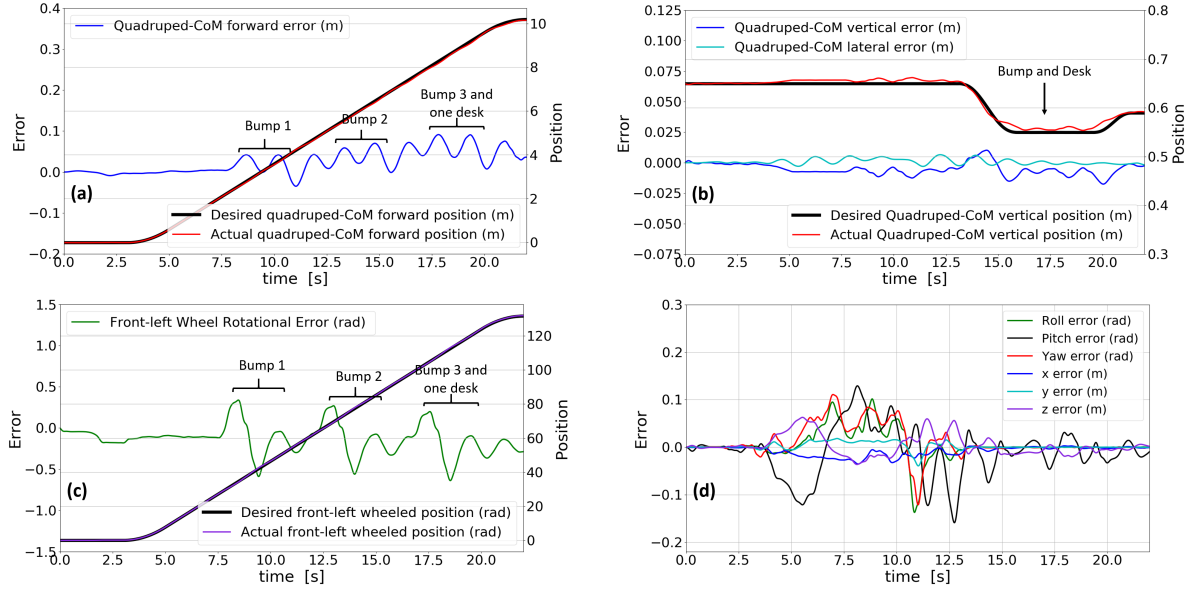 0.4
0.3
0.2
0.1
0.0
−0.1
−0.2
Error
Quadruped-CoM forward error (m)
Bump 1
Bump 2
Bump 3 and
one desk
(a)
Desired quadruped-CoM forward position (m)
Actual quadruped-CoM forward position (m)
10
8
6
4
2
0
Position
0.0 2.5 5.0 7.5 10.0 12.5 15.0 17.5 20.0
time [s]
0.125
0.100
0.075
0.050
0.025
0.000
−0.025
−0.050
−0.075
Error
Quadruped-CoM vertical error (m)
Quadruped-CoM lateral error (m)
Bump and Desk
(b)
Desired Quadruped-CoM vertical position (m)
Actual Quadruped-CoM vertical position (m)
0.8
0.7
0.6
0.5
0.4
0.3
Position
0.0 2.5 5.0 7.5 10.0 12.5 15.0 17.5 20.0
time [s]
1.5
1.0
0.5
0.0
−0.5
−1.0
−1.5
Error
Front-left Wheel Rotational Error (rad)
Bump 1
Bump 2
Bump 3 and
one desk
(c)
Desired front-left wheeled position (rad)
Actual front-left wheeled position (rad)
120
100
80
60
40
20
0
Position
0.0 2.5 5.0 7.5 10.0 12.5 15.0 17.5 20.0
time [s]
0.3
0.2
0.1
0.0
−0.1
−0.2
Error
Roll error (rad)
Pitch error (rad)
Yaw error (rad)
x error (m)
y error (m)
z error (m)
(d)
0.0 2.5 5.0 7.5 10.0 12.5 15.0 17.5 20.0
time [s]